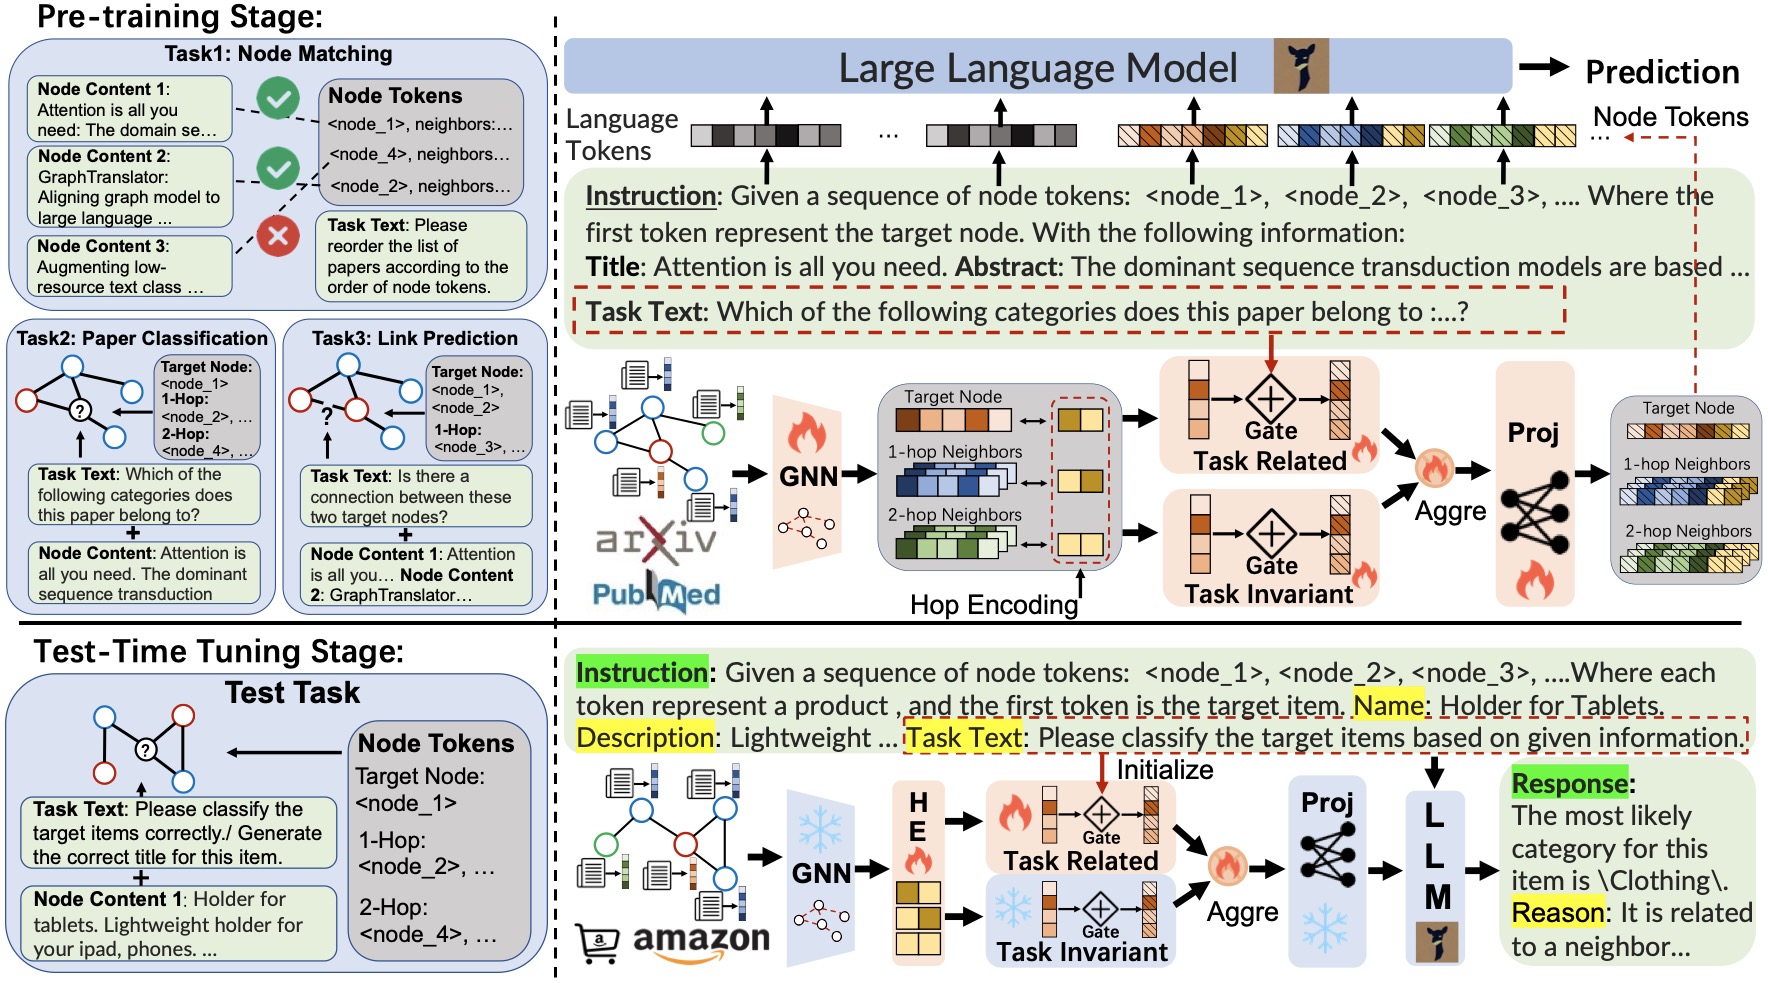 Pre-training Stage:
Task1: Node Matching
Node Content 1:
Attention is all you
need: The domain se...
Node Content 2:
GraphTranslator:
Aligning graph model to
large language ...
Node Content 3:
Augmenting low-
resource text class ...
Node Tokens
<node_1>, neighbors:...
<node_4>, neighbors...
<node_2>, neighbors...
Task Text: Please
reorder the list of
papers according to the
order of node tokens.
Task2: Paper Classification
?
Target Node:
<node_1>
1-Hop:
<node_2>, ...
2-Hop:
<node_4>, ...
Task Text: Which of the
following categories does
this paper belong to?
+
Node Content: Attention is
all you need. The dominant
sequence transduction
Task3: Link Prediction
?
Target Node:
<node_1>,
<node_2>
1-Hop:
<node_3>, ...
Task Text: Is there a
connection between these
two target nodes?
+
Node Content 1: Attention
is all you... Node Content
2: GraphTranslator...
Large Language Model
Prediction
Language
Tokens
...
Node Tokens
...
Instruction: Given a sequence of node tokens: <node_1>, <node_2>, <node_3>, .... Where the
first token represent the target node. With the following information:
Title: Attention is all you need. Abstract: The dominant sequence transduction models are based ...
Task Text: Which of the following categories does this paper belong to :...?
arXiv
PubMed
GNN
Target Node
1-hop Neighbors
2-hop Neighbors
Hop Encoding
Gate
Task Related
Gate
Task Invariant
Aggre
Proj
Target Node
1-hop Neighbors
2-hop Neighbors
Test-Time Tuning Stage:
Test Task
?
Node Tokens
Target Node:
<node_1>
1-Hop:
<node_2>, ...
2-Hop:
<node_4>, ...
Task Text: Please classify the
target items correctly./ Generate
the correct title for this item.
+
Node Content 1: Holder for
tablets. Lightweight holder for
your ipad, phones. ...
Instruction: Given a sequence of node tokens: <node_1>, <node_2>, <node_3>, ....Where each
token represent a product , and the first token is the target item. Name: Holder for Tablets.
Description: Lightweight ... Task Text: Please classify the target items based on given information.
Initialize
a
amazon
GNN
H
E
Gate
Task Related
Gate
Task Invariant
Aggre
Proj
L
L
M
Response:
The most likely
category for this
item is \Clothing\.
Reason: It is related
to a neighbor...